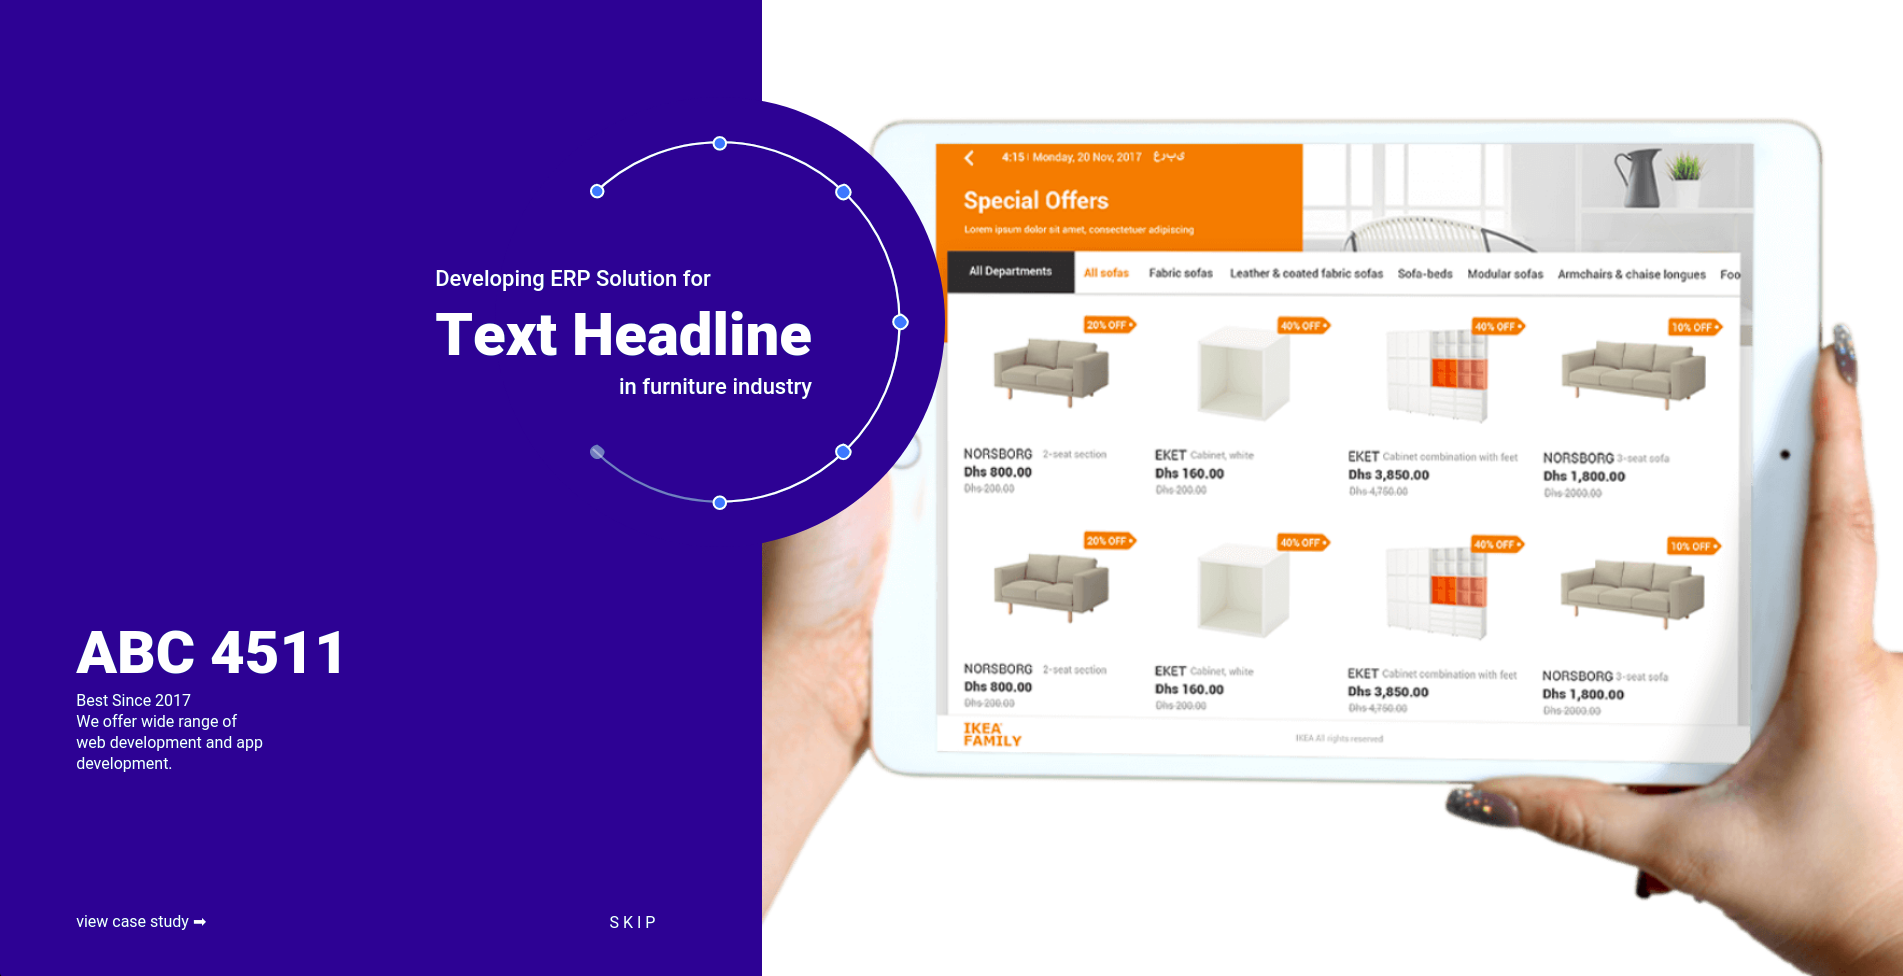 Developing ERP Solution for
Text Headline
in furniture industry
ABC 4511
Best Since 2017
We offer wide range of
web development and app
development.
view case study ➡
SKIP
4:15 | Monday, 20 Nov, 2017
Special Offers
Lorem ipsum dolor sit amet, consectetuer adipiscing
All Departments All sofas Fabric sofas Leather & coated fabric sofas Sofa-beds Modular sofas Armchairs & chaise longues Foo
20% OFF 40% OFF 40% OFF 10% OFF
NORSBORG 2-seat section EKET Cabinet, white EKET Cabinet combination with feet NORSBORG 3-seat sofa
Dhs 800.00 Dhs 160.00 Dhs 3,850.00 Dhs 1,800.00
Dhs 200.00 Dhs 200.00 Dhs 4,750.00 Dhs 2000.00
20% OFF 40% OFF 40% OFF 10% OFF
NORSBORG 2-seat section EKET Cabinet, white EKET Cabinet combination with feet NORSBORG 3-seat sofa
Dhs 800.00 Dhs 160.00 Dhs 3,850.00 Dhs 1,800.00
Dhs 200.00 Dhs 200.00 Dhs 4,750.00 Dhs 2000.00
IKEA
FAMILY
IKEA All rights reserved